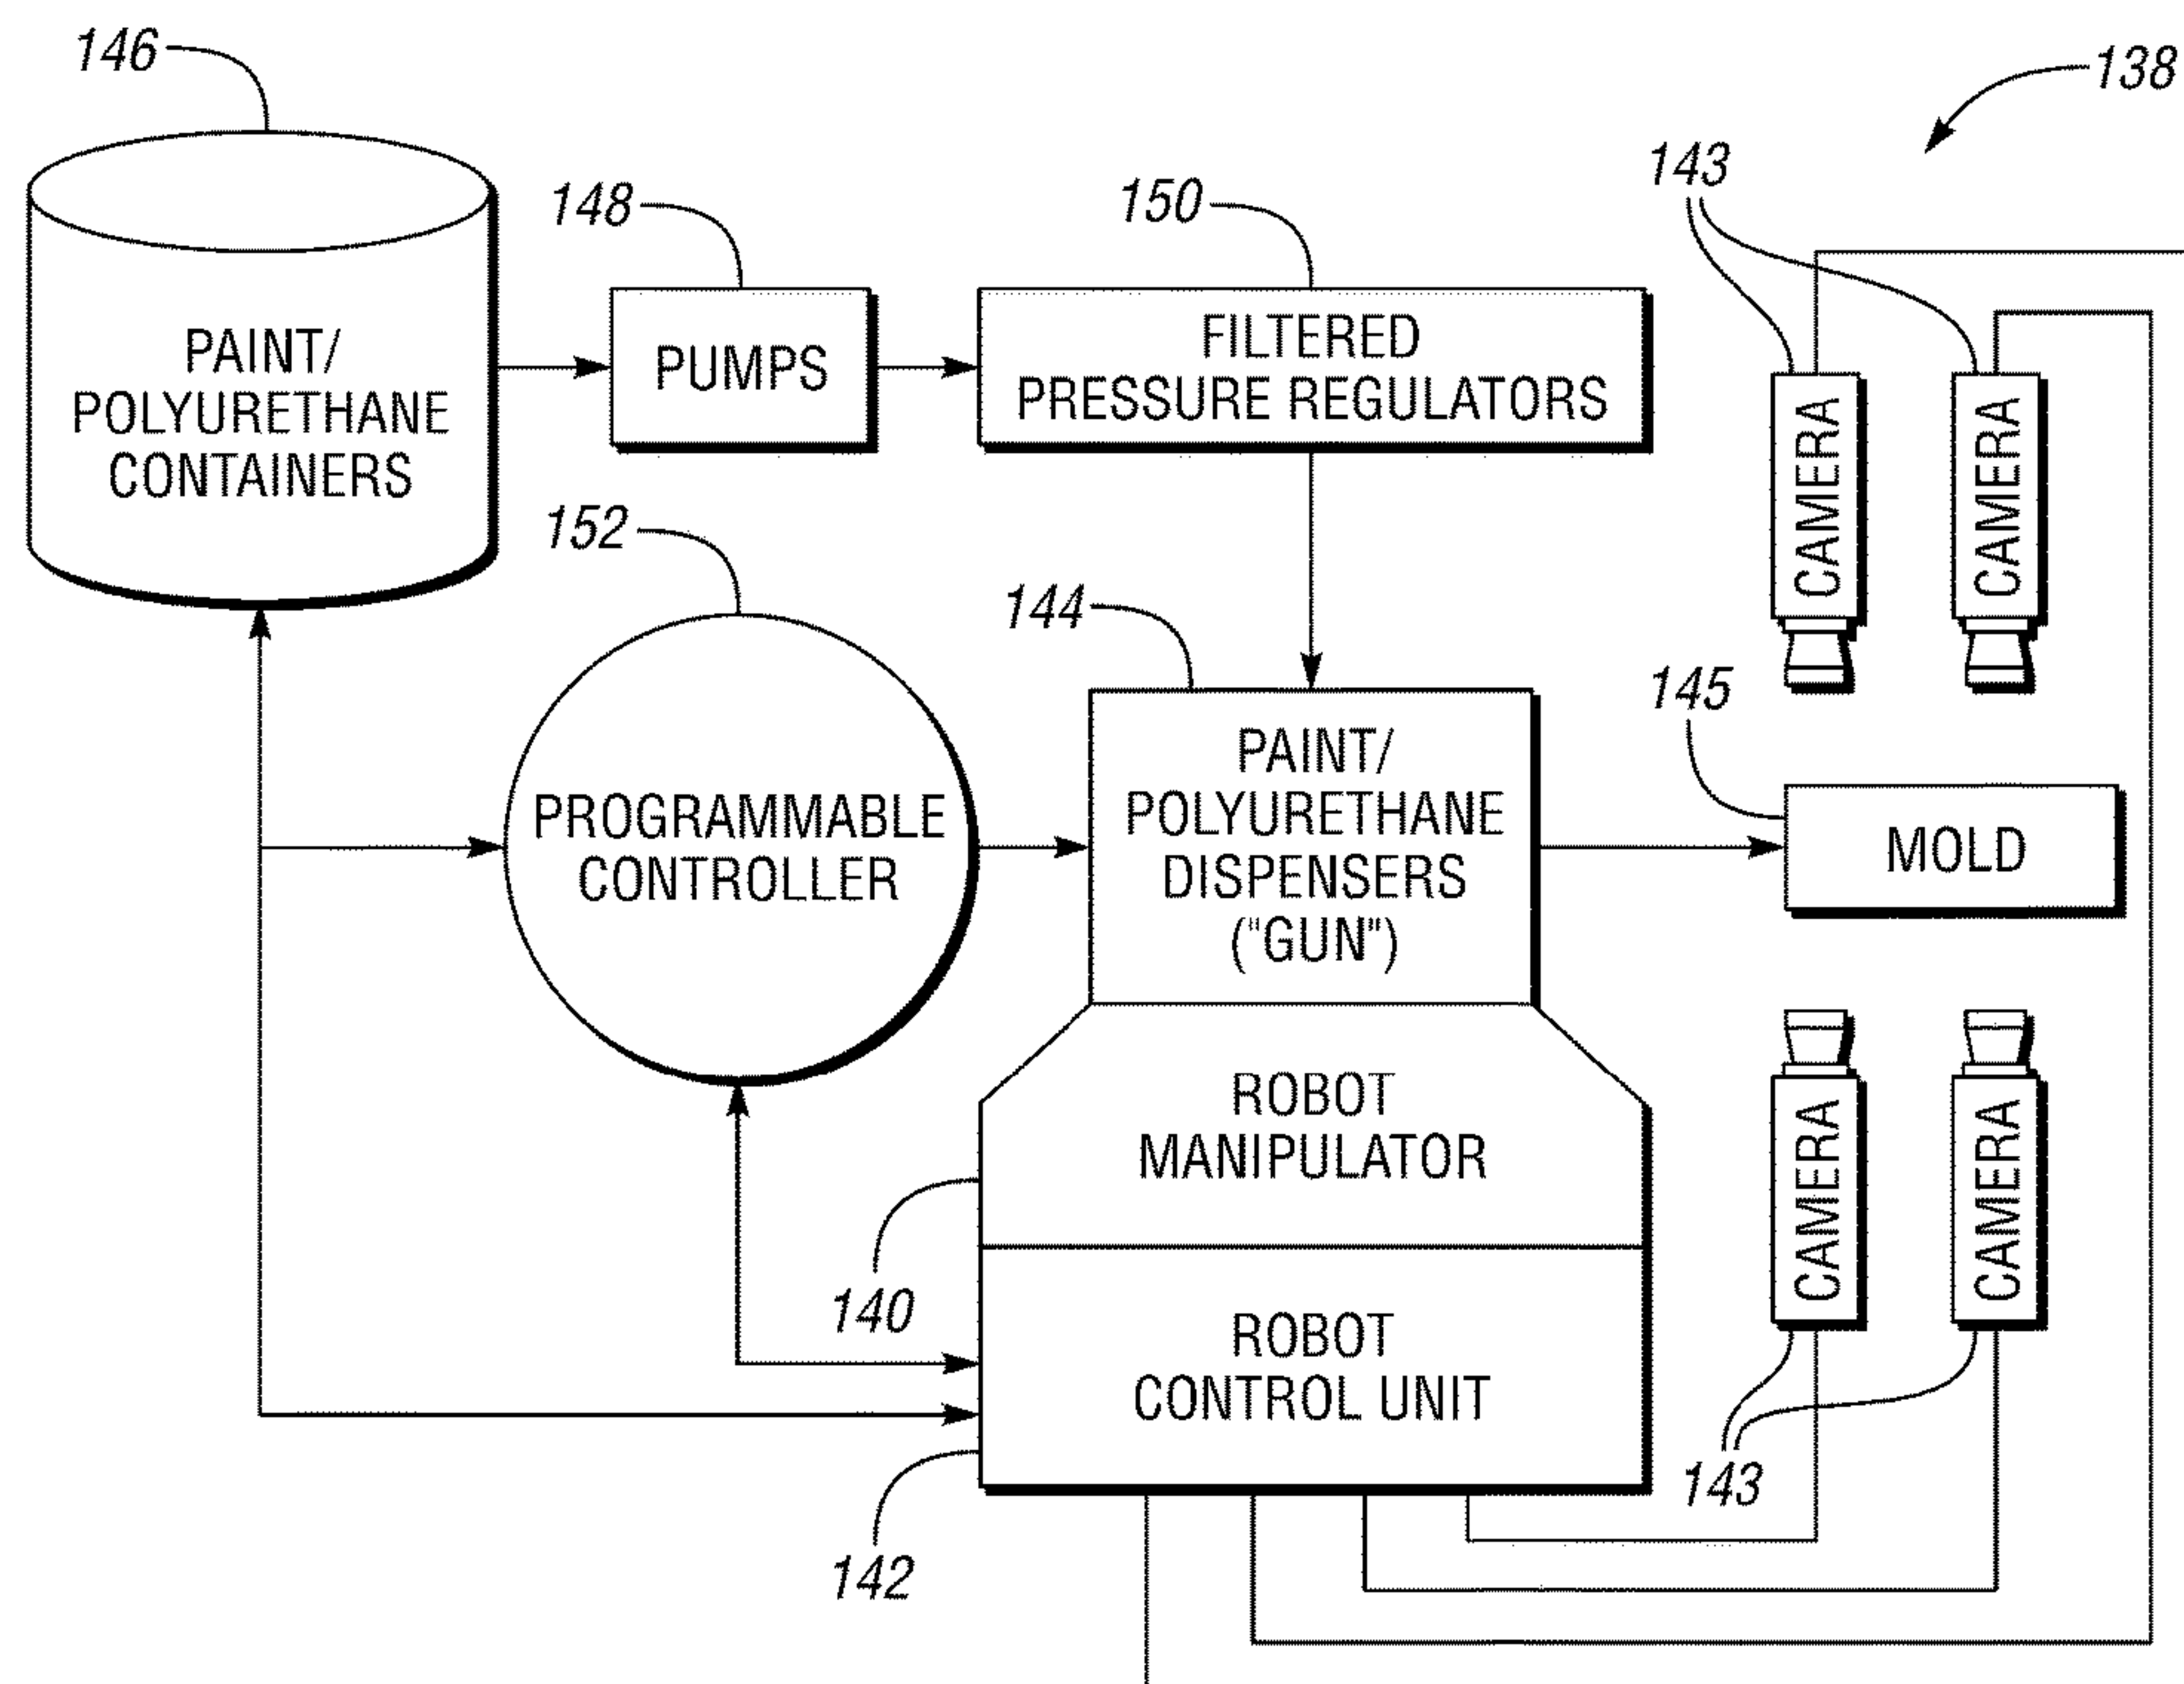 146
138
143
148
150
PAINT/
POLYURETHANE
CONTAINERS
PUMPS
FILTERED
PRESSURE REGULATORS
CAMERA
CAMERA
152
144
145
PROGRAMMABLE
CONTROLLER
PAINT/
POLYURETHANE
DISPENSERS
("GUN")
MOLD
ROBOT
MANIPULATOR
CAMERA
CAMERA
140
ROBOT
CONTROL UNIT
143
142